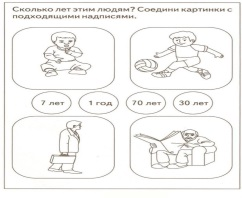 Сколько лет этим людям? Соедини картинки с
подходящими надписями.
7 лет 1 год 70 лет 30 лет